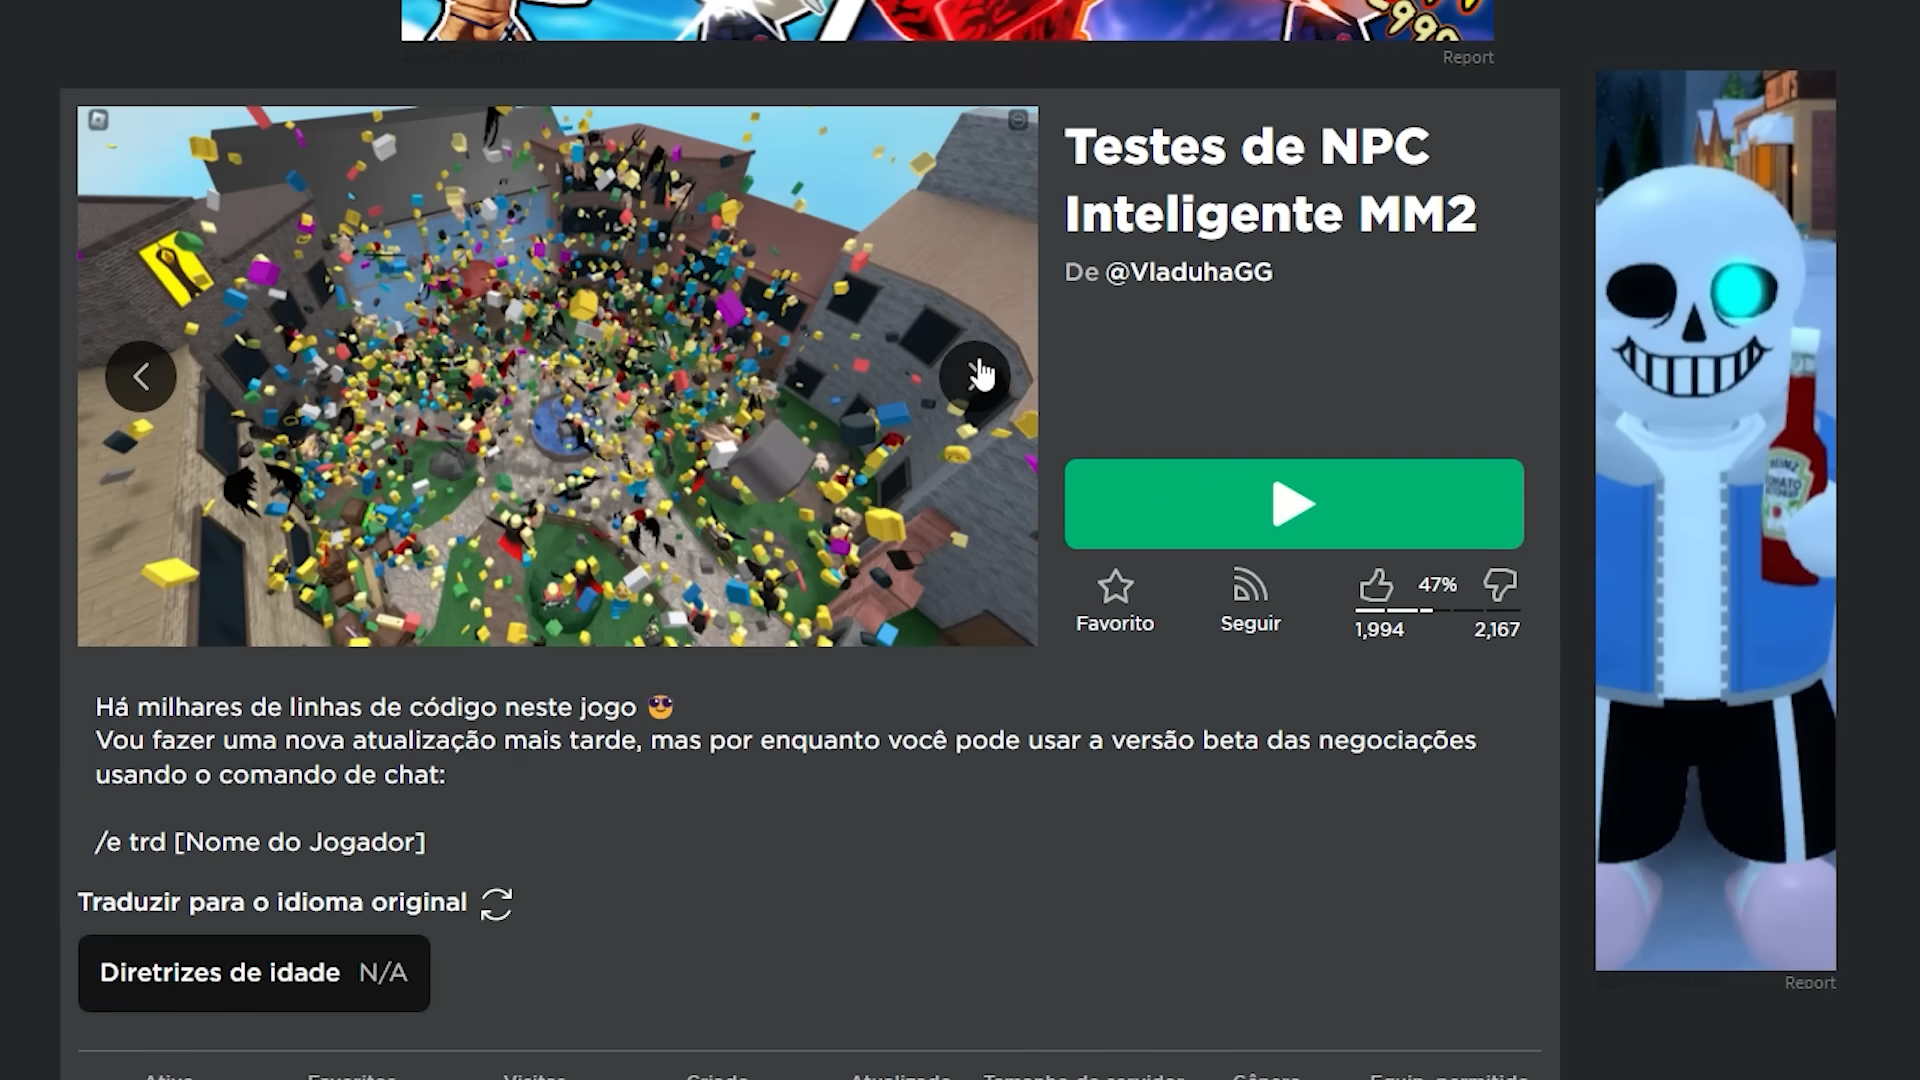 Report
Testes de NPC
Inteligente MM2
De @VladuhaGG
Favorito
Seguir
47%
1,994
2,167
Há milhares de linhas de código neste jogo 😎
Vou fazer uma nova atualização mais tarde, mas por enquanto você pode usar a versão beta das negociações
usando o comando de chat:
/e trd [Nome do Jogador]
Traduzir para o idioma original
Diretrizes de idade N/A
HEINZ
Report